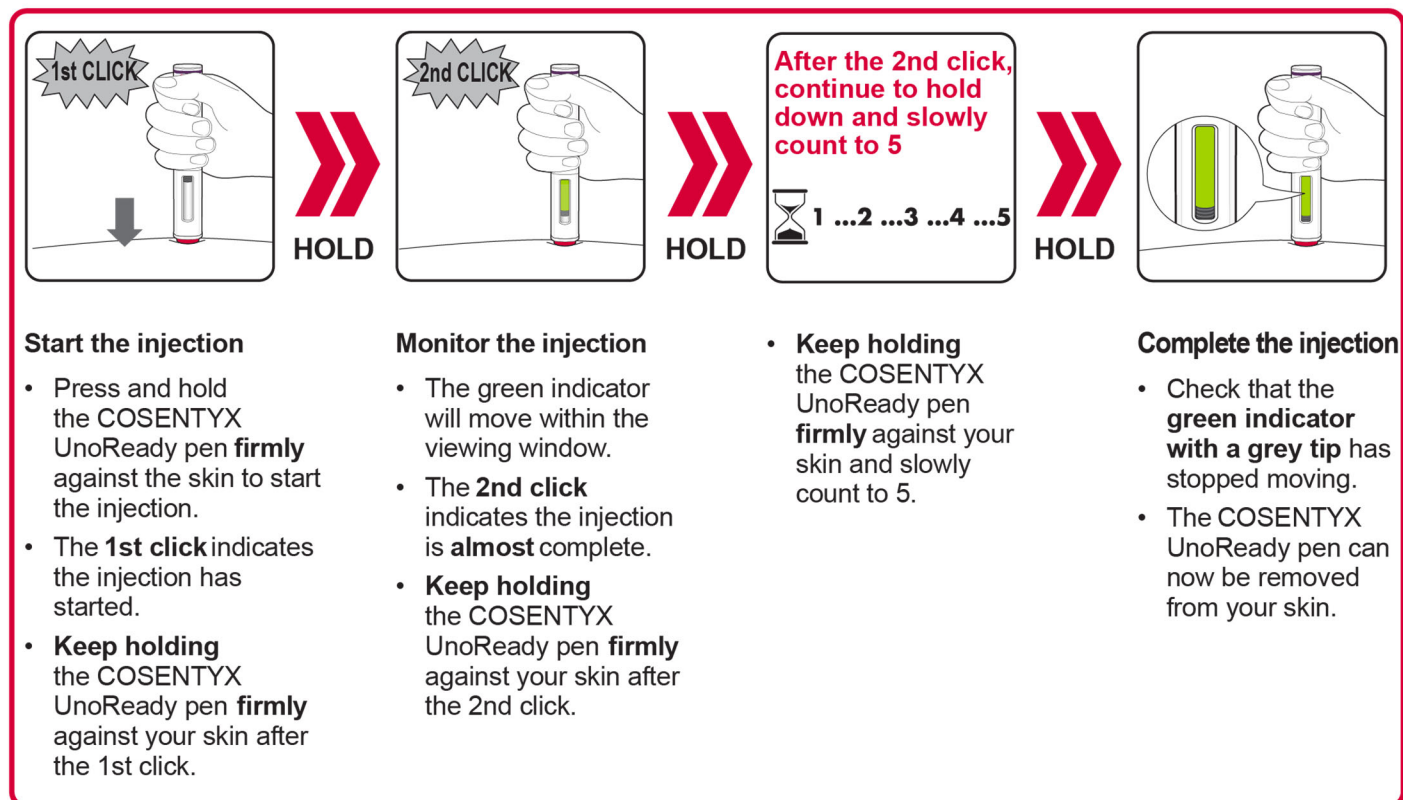 1st CLICK
HOLD
2nd CLICK
HOLD
After the 2nd click,
continue to hold
down and slowly
count to 5
1 ...2 ...3 ...4 ...5
HOLD
Start the injection
• Press and hold
the COSENTYX
UnoReady pen firmly
against the skin to start
the injection.
• The 1st click indicates
the injection has
started.
• Keep holding
the COSENTYX
UnoReady pen firmly
against your skin after
the 1st click.
Monitor the injection
• The green indicator
will move within the
viewing window.
• The 2nd click
indicates the injection
is almost complete.
• Keep holding
the COSENTYX
UnoReady pen firmly
against your skin after
the 2nd click.
• Keep holding
the COSENTYX
UnoReady pen
firmly against your
skin and slowly
count to 5.
Complete the injection
• Check that the
green indicator
with a grey tip has
stopped moving.
• The COSENTYX
UnoReady pen can
now be removed
from your skin.